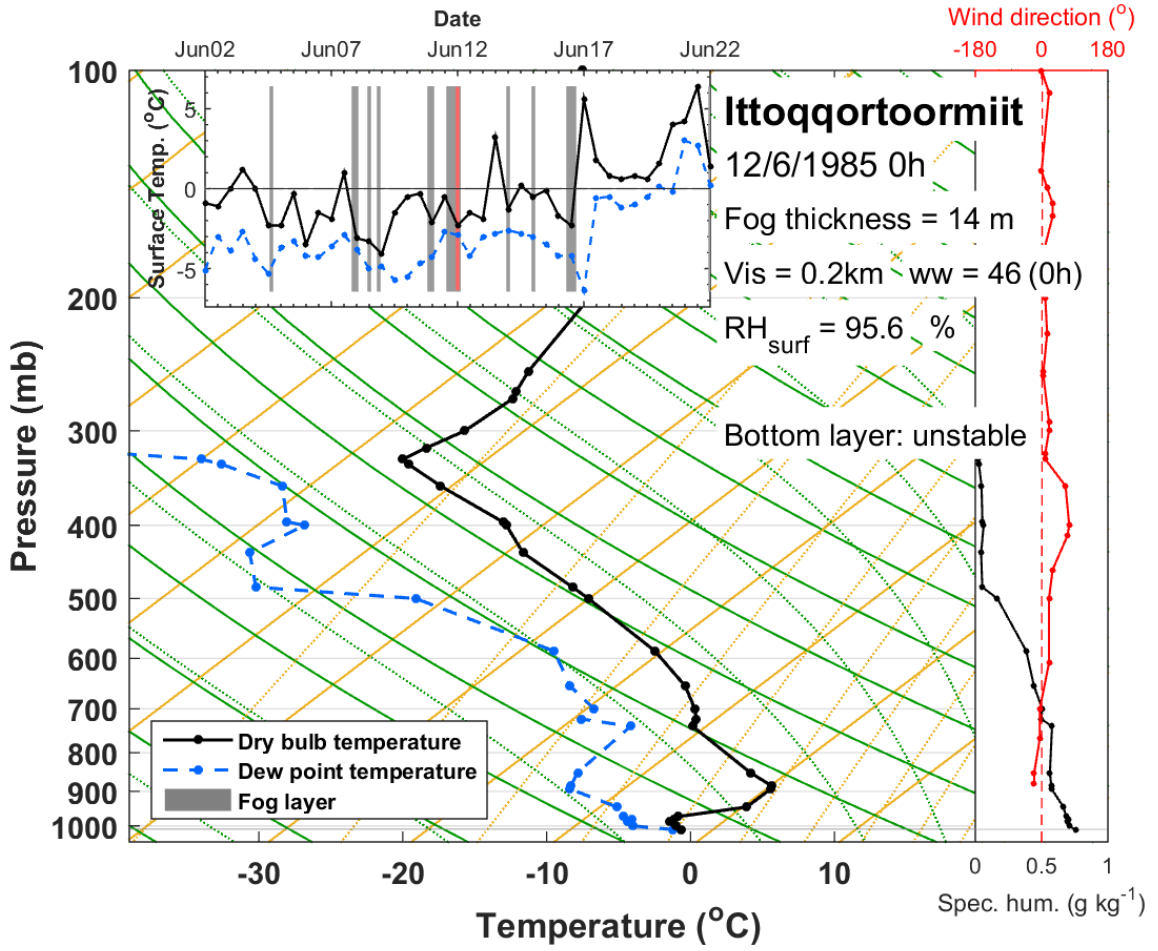 Date
Jun02 Jun07 Jun12 Jun17 Jun22
Wind direction (°)
-180 0 180
Surface Temp. (°C)
5
0
-5
Ittoqqortoormiit
12/6/1985 0h
Fog thickness = 14 m
Vis = 0.2km ww = 46 (0h)
RHsurf = 95.6 %
Bottom layer: unstable
Pressure (mb)
100
200
300
400
500
600
700
800
900
1000
Dry bulb temperature
Dew point temperature
Fog layer
-30 -20 -10 0 10
Temperature (°C)
0 0.5 1
Spec. hum. (g kg-1)